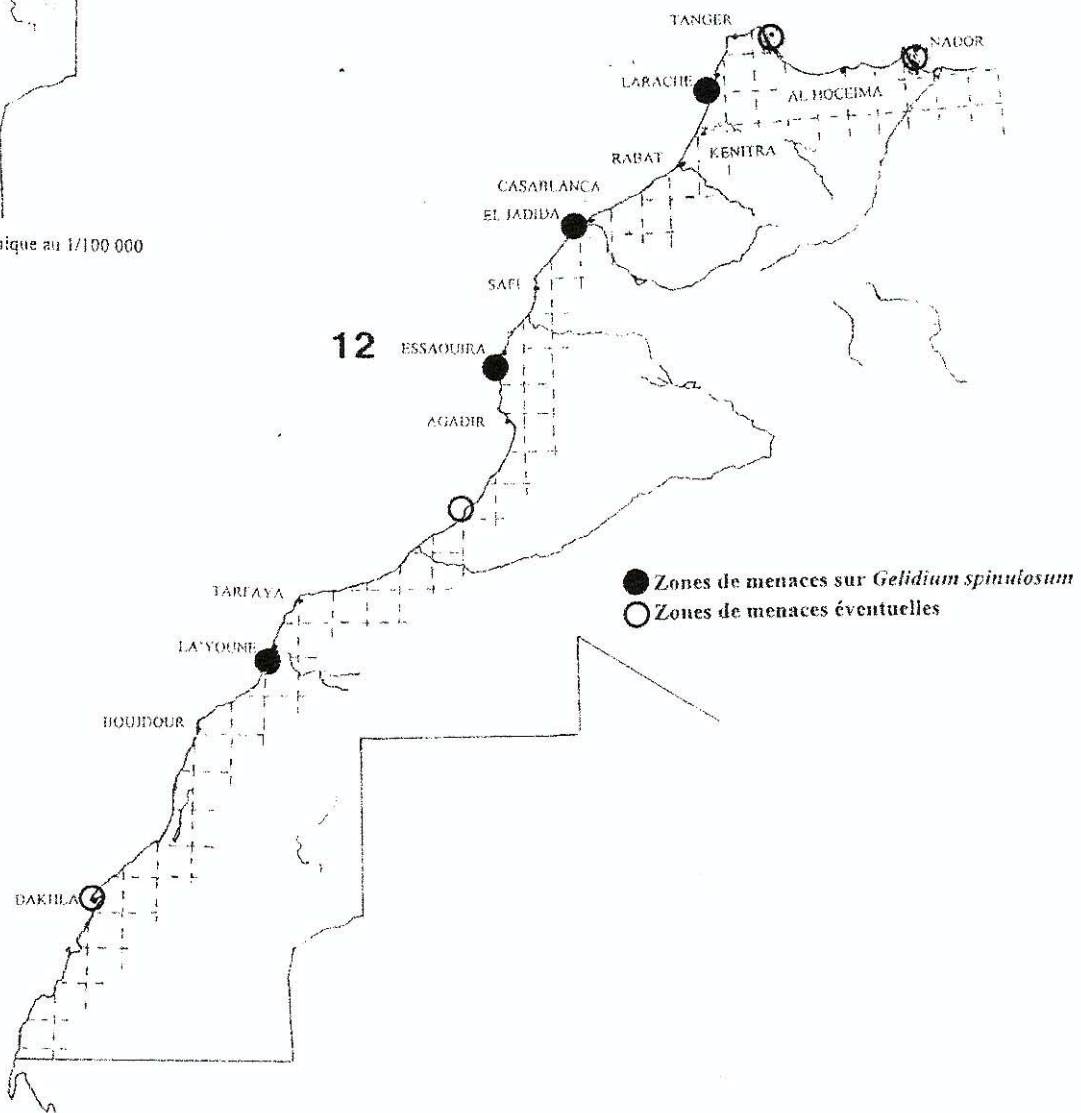 TANGER
NADOR
LARACHE
AL HOCEIMA
RABAT
KENITRA
CASABLANCA
EL JADIDA
ique au 1/100 000
SAFI
12
ESSAOUIRA
AGADIR
Zones de menaces sur Gelidium spinulosum
TARFAYA
Zones de menaces éventuelles
LA'YOUNE
BOUJDOUR
DAKHLA